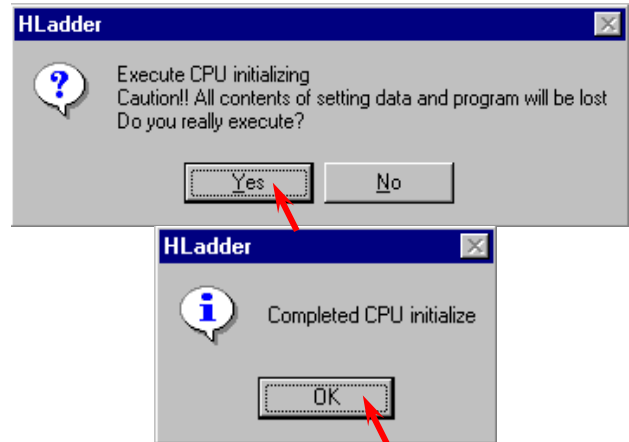 HLadder
Execute CPU initializing
Caution!! All contents of setting data and program will be lost
Do you really execute?
Yes No
HLadder
Completed CPU initialize
OK